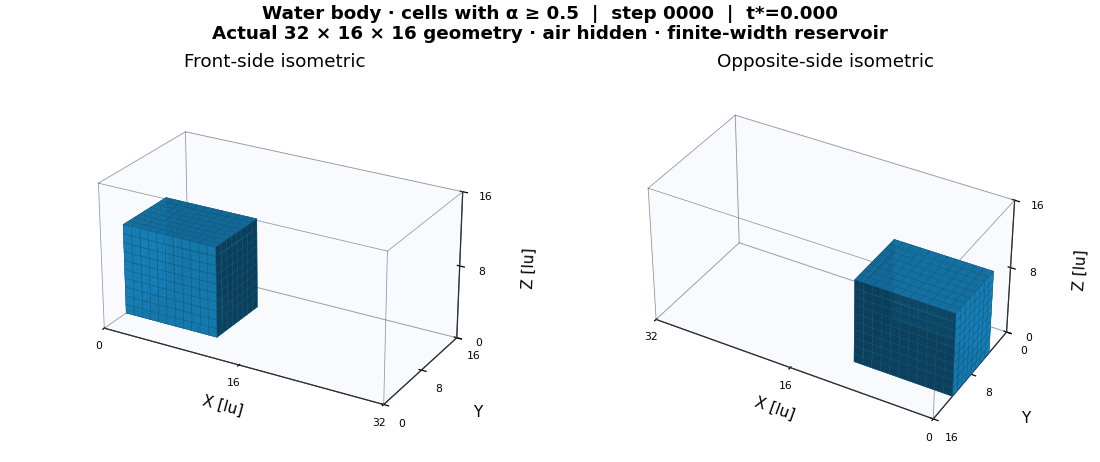 Water body · cells with α ≥ 0.5 | step 0000 | t*=0.000
Actual 32 × 16 × 16 geometry · air hidden · finite-width reservoir
Front-side isometric
16
8
0
Z [lu]
0
16
32
X [lu]
0
8
16
Y
Opposite-side isometric
16
8
0
Z [lu]
32
16
0
X [lu]
0
8
16
Y